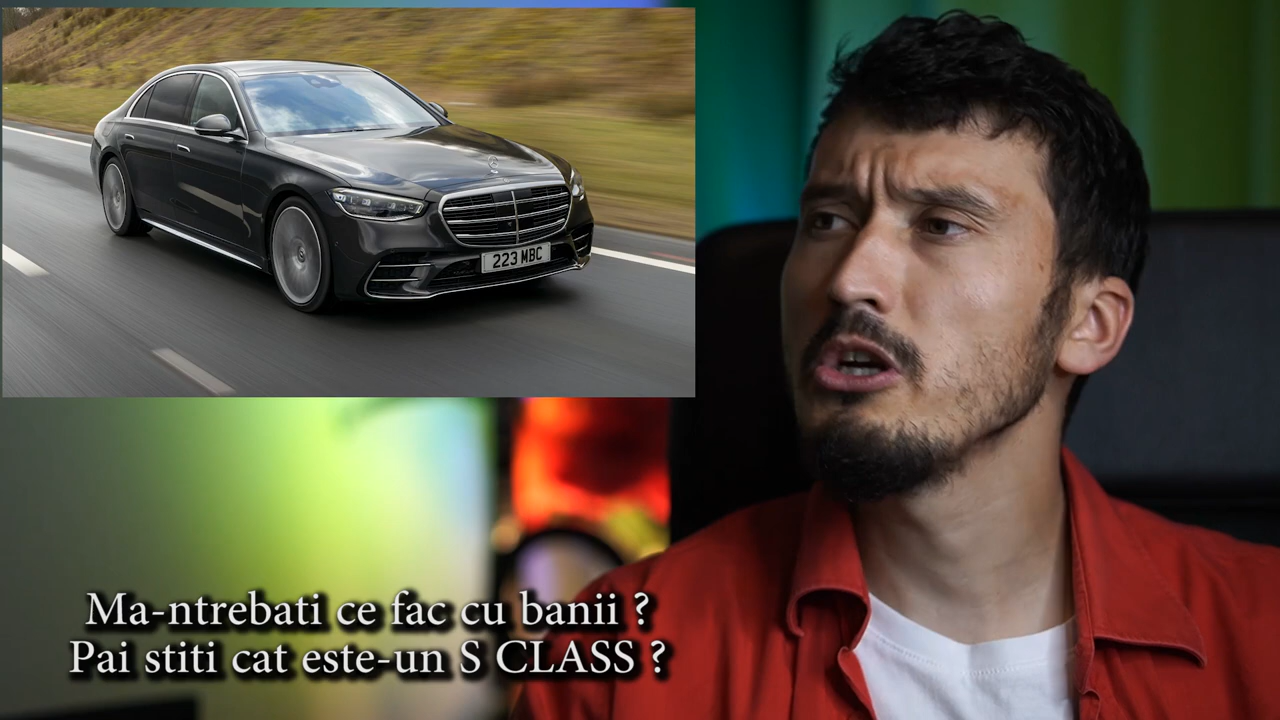 223 MBC
Ma-ntrebati ce fac cu banii ?
Pai stiti cat este-un S CLASS ?